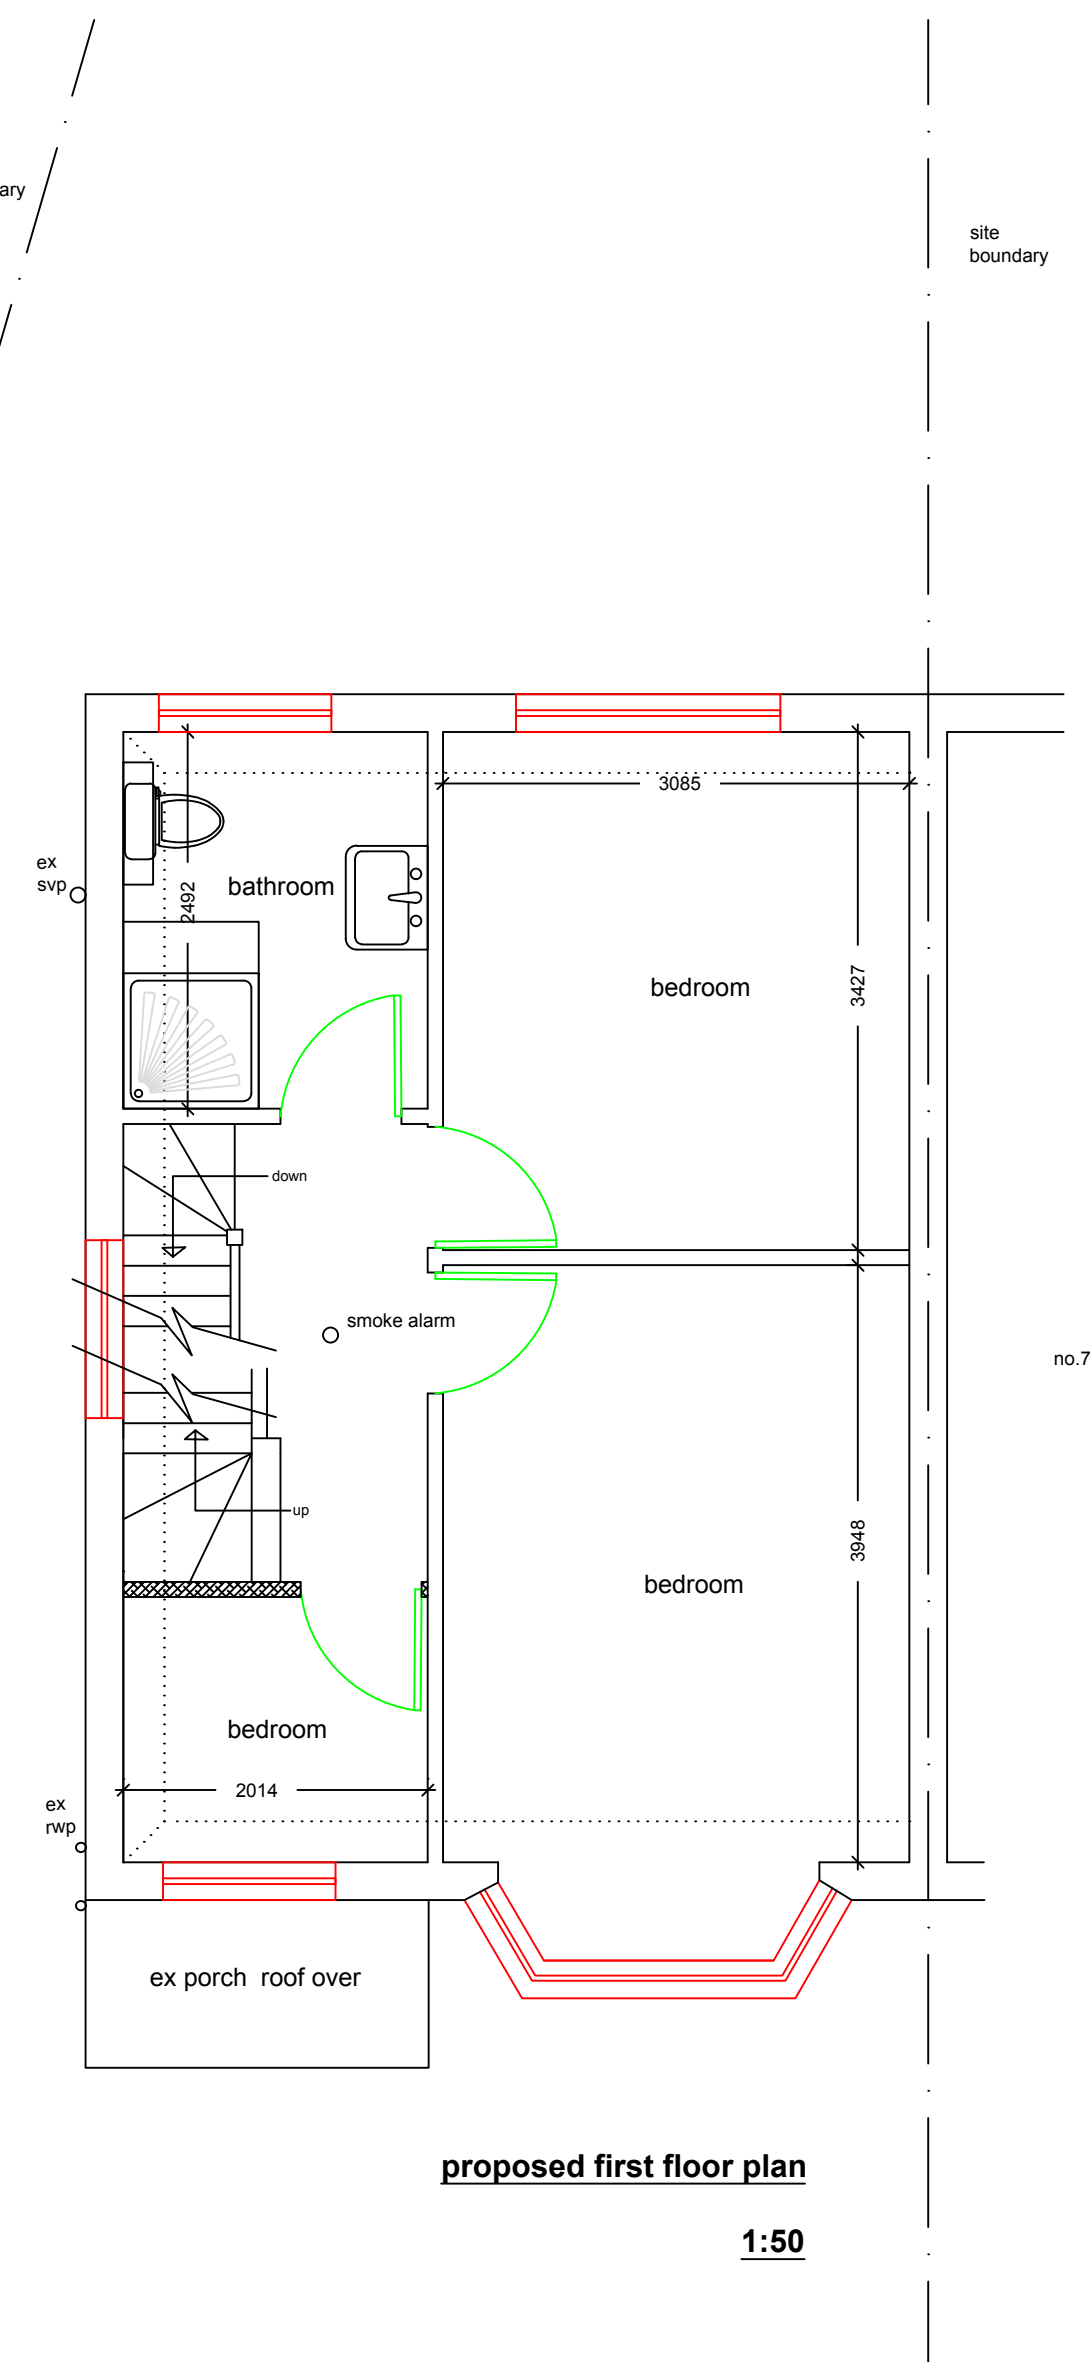 ary
site
boundary
3085
ex
svp
2492
bathroom
bedroom
3427
down
smoke alarm
no.7
up
3948
bedroom
bedroom
2014
ex
rwp
ex porch roof over
proposed first floor plan
1:50